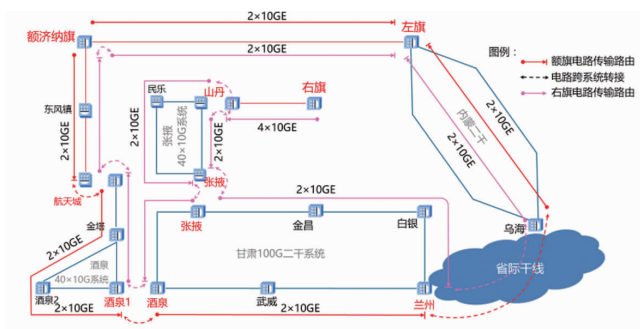 2×10GE
额济纳旗
左旗
2×10GE
图例：
额旗电路传输路由
电路跨系统转接
右旗电路传输路由
东风镇
2×10GE
2×10GE
民乐
山丹
右旗
张掖
40×10G系统
2×10GE
2×10GE
4×10GE
内蒙二干
2×10GE
2×10GE
航天城
张掖
2×10GE
金塔
张掖
金昌
白银
乌海
2×10GE
酒泉
40×10G系统
甘肃100G二干系统
省际干线
酒泉2
酒泉1
酒泉
武威
兰州
2×10GE
2×10GE